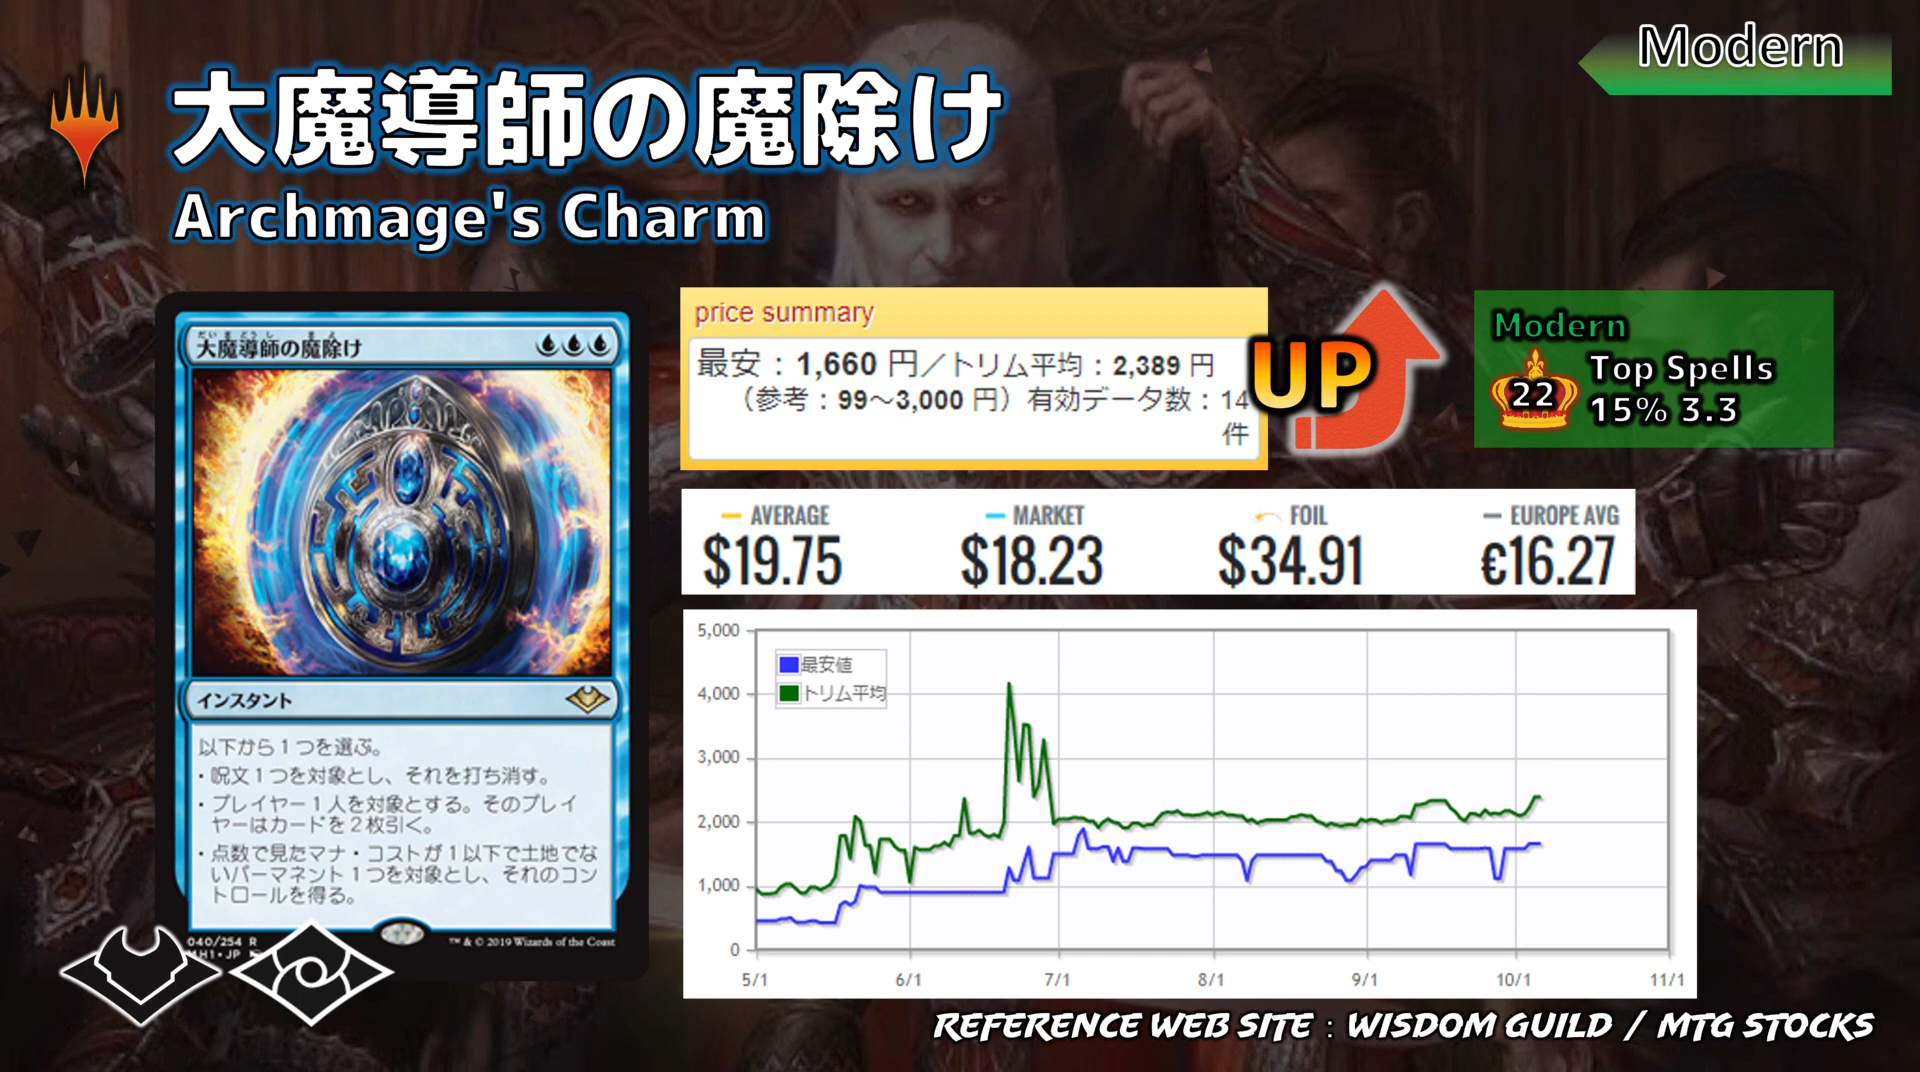 Modern
大魔導師の魔除け
Archmage's Charm
だいまどうし まよ
大魔導師の魔除け
インスタント
以下から1つを選ぶ。
・呪文1つを対象とし、それを打ち消す。
・プレイヤー1人を対象とする。そのプレイ
ヤーはカードを2枚引く。
・点数で見たマナ・コストが1以下で土地でな
いパーマネント1つを対象とし、それのコン
トロールを得る。
040/254 R
MH1・JP
™ & © 2019 Wizards of the Coast
price summary
最安：1,660 円／トリム平均：2,389 円
（参考：99～3,000 円）有効データ数：14
件
UP
Modern
22
Top Spells
15% 3.3
AVERAGE
$19.75
MARKET
$18.23
FOIL
$34.91
EUROPE AVG
€16.27
5,000
4,000
3,000
2,000
1,000
0
最安値
トリム平均
5/1 6/1 7/1 8/1 9/1 10/1 11/1
REFERENCE WEB SITE : WISDOM GUILD / MTG STOCKS